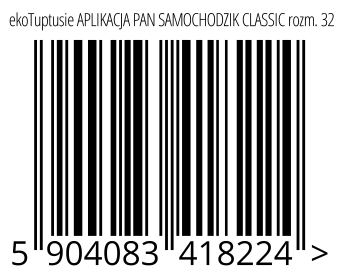 ekoTuptusie APLIKACJA PAN SAMOCHODZIK CLASSIC rozm. 32
5 904083 418224 >